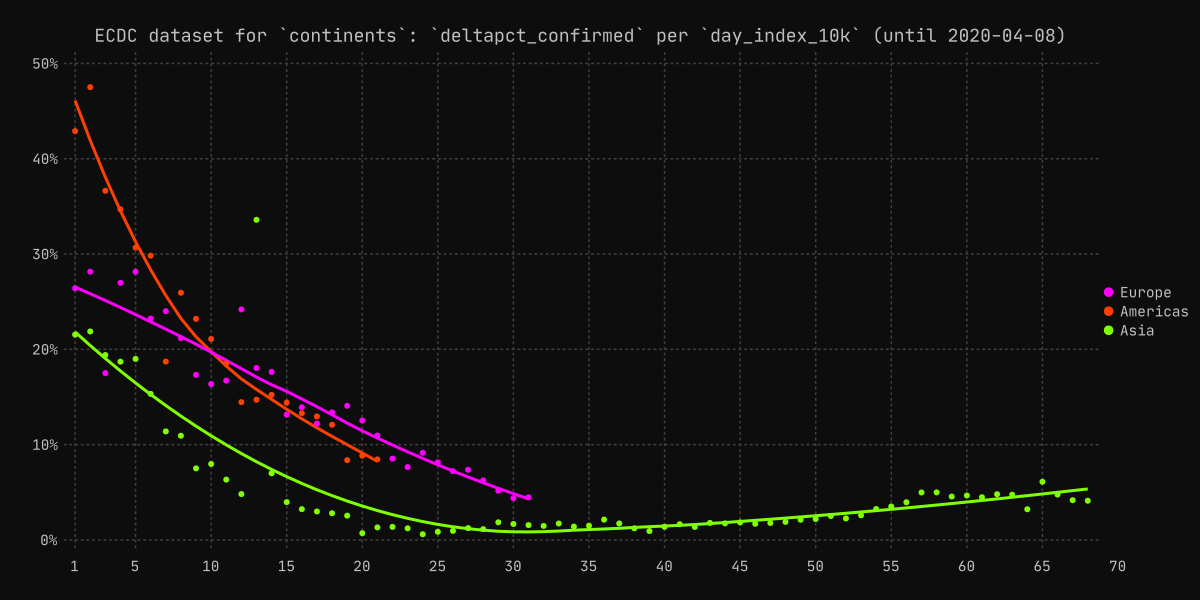 ECDC dataset for `continents`: `deltapct_confirmed` per `day_index_10k` (until 2020-04-08)
50%
40%
30%
20%
10%
0%
1 5 10 15 20 25 30 35 40 45 50 55 60 65 70
Europe
Americas
Asia